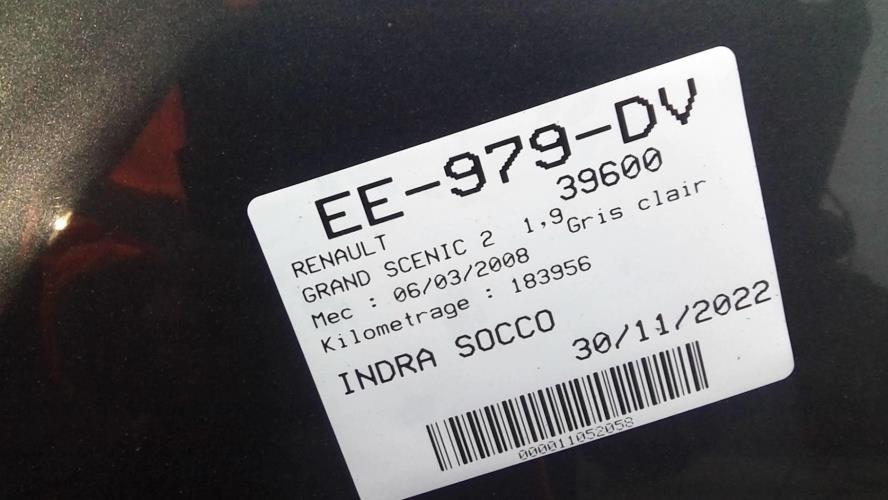 EE-979-DV
39600
RENAULT
GRAND SCENIC 2 1,9 Gris clair
Mec : 06/03/2008
Kilometrage : 183956
INDRA SOCCO 30/11/2022
000011052058